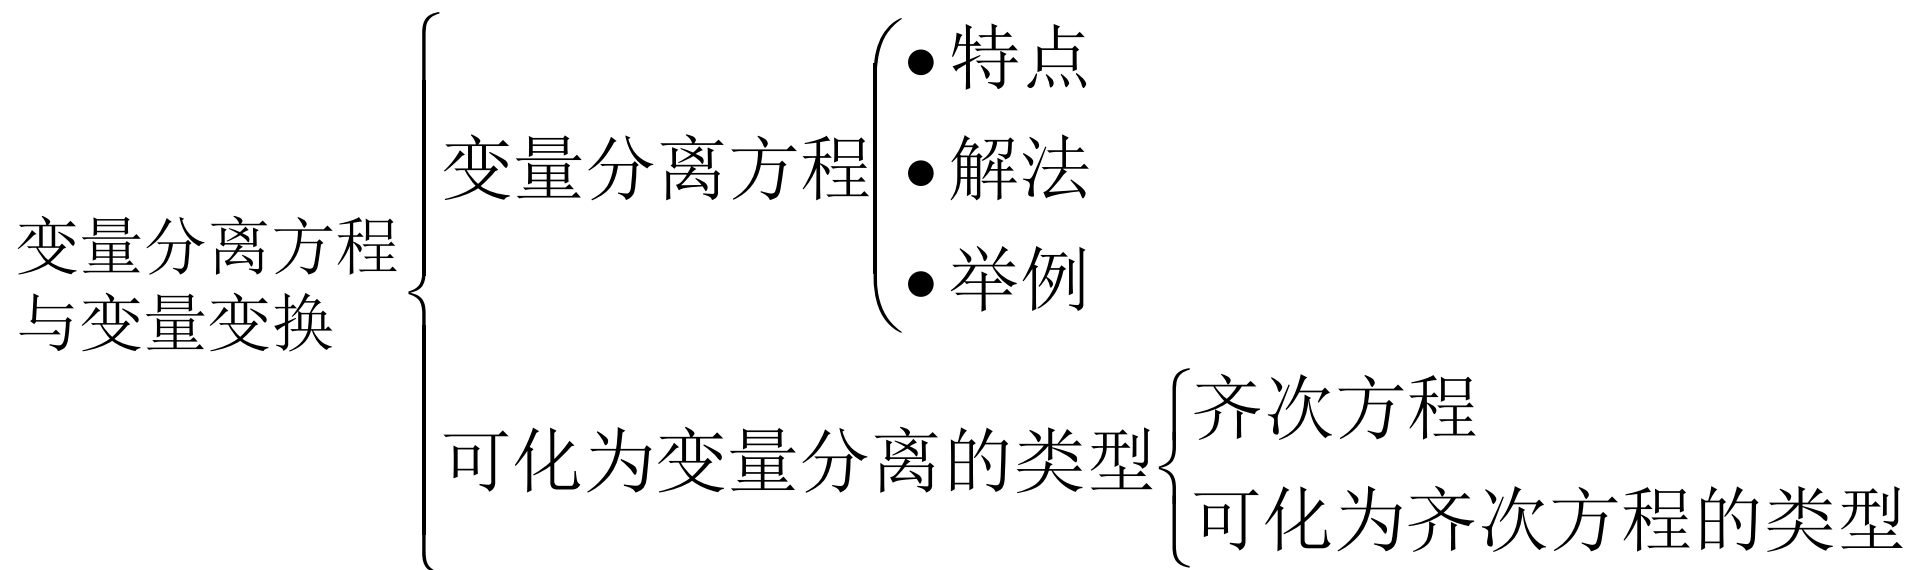 变量分离方程
与变量变换
变量分离方程
• 特点
• 解法
• 举例
可化为变量分离的类型
齐次方程
可化为齐次方程的类型